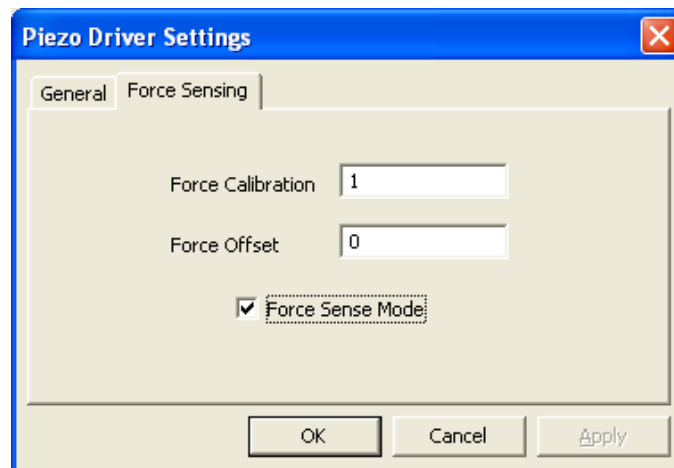 Piezo Driver Settings
General Force Sensing
Force Calibration 1
Force Offset 0
Force Sense Mode
OK Cancel Apply